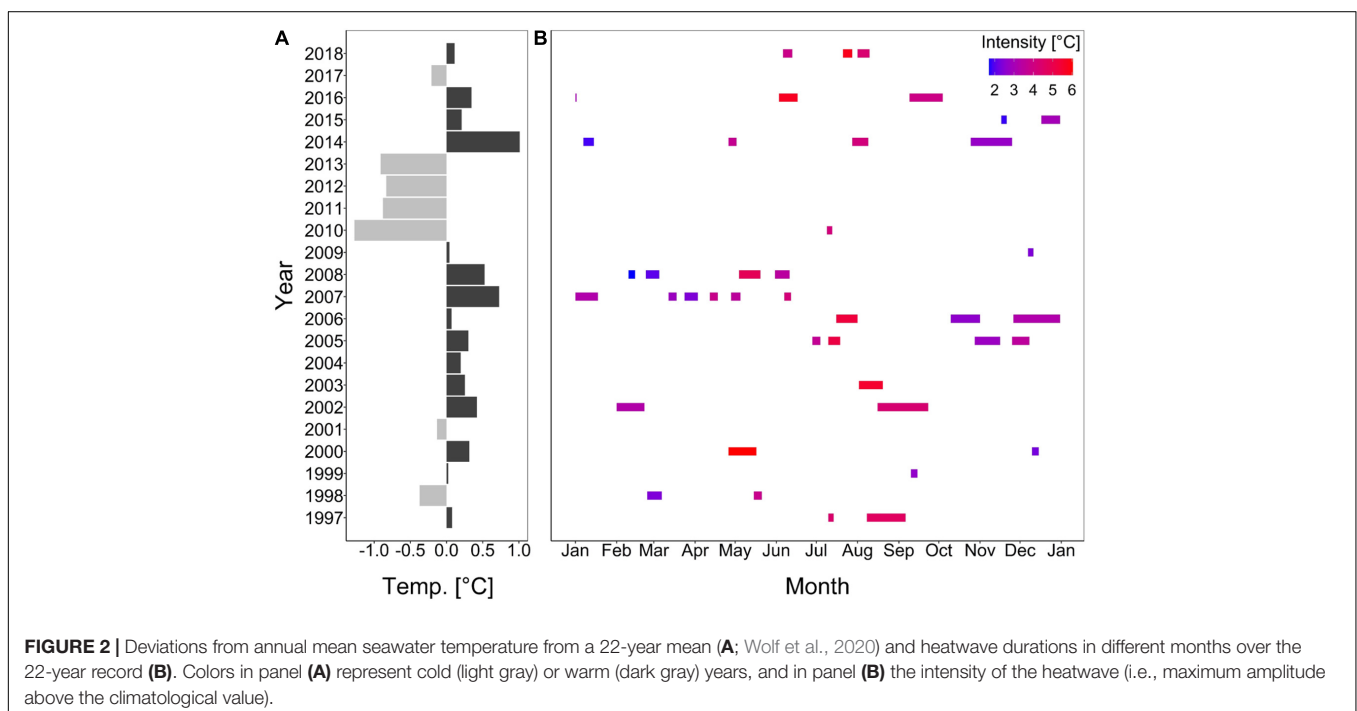 A
B
Intensity [°C]
2 3 4 5 6
2018
2017
2016
2015
2014
2013
2012
2011
2010
2009
2008
2007
2006
2005
2004
2003
2002
2001
2000
1999
1998
1997
Year
-1.0 -0.5 0.0 0.5 1.0
Jan Feb Mar Apr May Jun Jul Aug Sep Oct Nov Dec Jan
Temp. [°C]
Month
FIGURE 2 | Deviations from annual mean seawater temperature from a 22-year mean (A; Wolf et al., 2020) and heatwave durations in different months over the
22-year record (B). Colors in panel (A) represent cold (light gray) or warm (dark gray) years, and in panel (B) the intensity of the heatwave (i.e., maximum amplitude
above the climatological value).